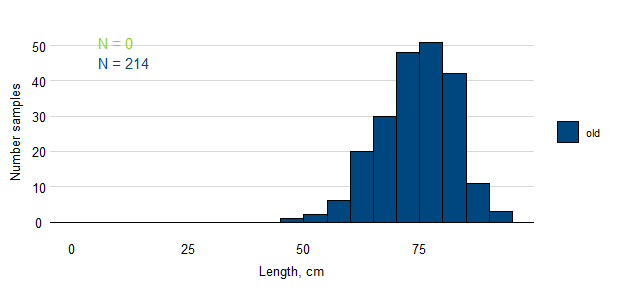 N = 0
N = 214
50
40
30
20
10
0
Number samples
0 25 50 75
Length, cm
old